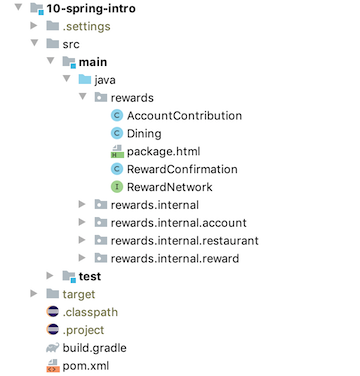 10-spring-intro
.settings
src
main
java
rewards
AccountContribution
Dining
package.html
RewardConfirmation
RewardNetwork
rewards.internal
rewards.internal.account
rewards.internal.restaurant
rewards.internal.reward
test
target
.classpath
.project
build.gradle
pom.xml